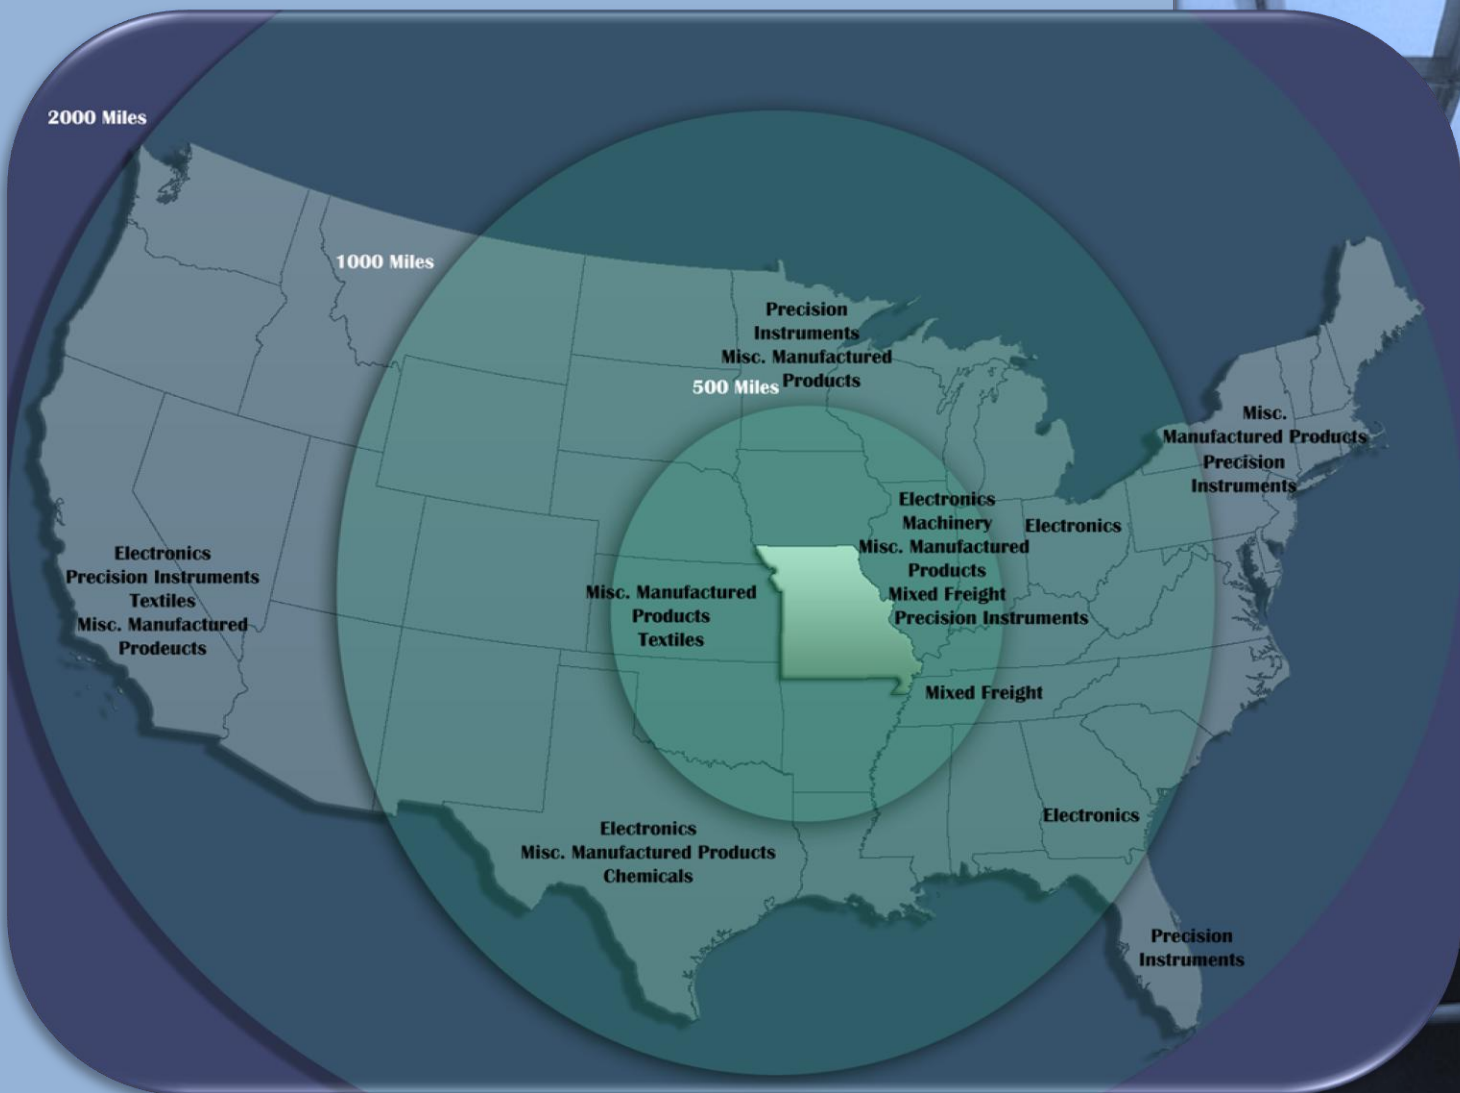 2000 Miles
1000 Miles
Precision
Instruments
Misc. Manufactured
Products
500 Miles
Misc.
Manufactured Products
Precision
Instruments
Electronics
Machinery
Misc. Manufactured
Products
Mixed Freight
Precision Instruments
Electronics
Electronics
Precision Instruments
Textiles
Misc. Manufactured
Prodeucts
Misc. Manufactured
Products
Textiles
Mixed Freight
Electronics
Misc. Manufactured Products
Chemicals
Electronics
Precision
Instruments